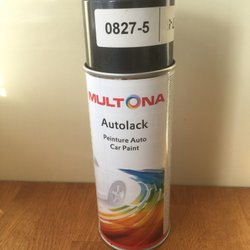 0827-5
MULTONA
Autolack
Peinture Auto
Car Paint